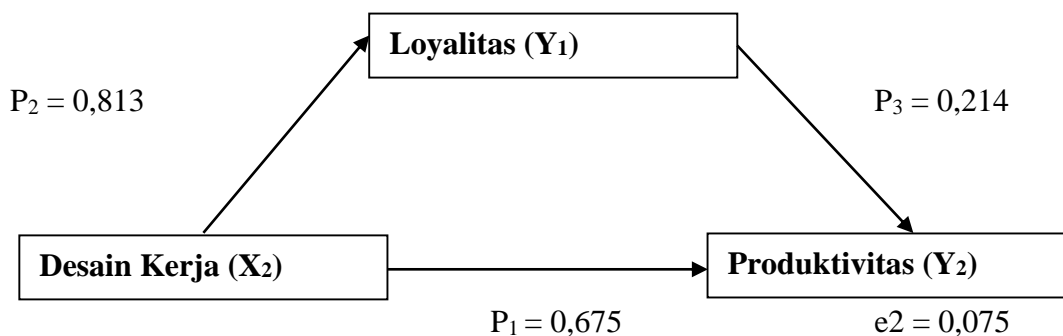 Loyalitas (Y₁)
P₂ = 0,813
P₃ = 0,214
Desain Kerja (X₂)
Produktivitas (Y₂)
P₁ = 0,675
e2 = 0,075